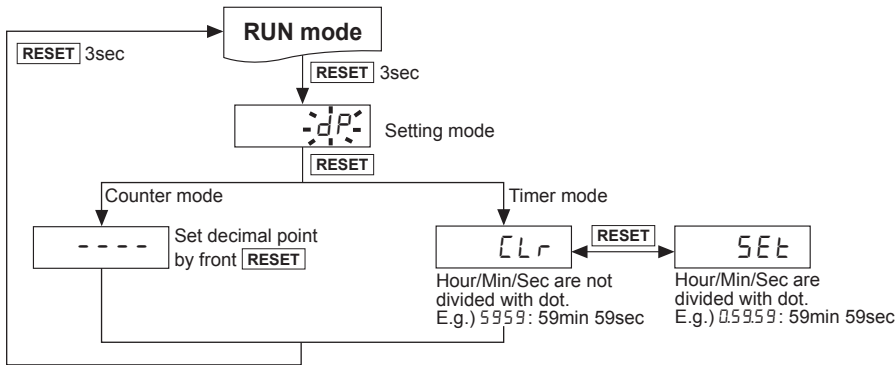 RUN mode
RESET 3sec
RESET 3sec
dP
Setting mode
RESET
Counter mode
Timer mode
- - - -
Set decimal point
by front RESET
CLr
RESET
SEt
Hour/Min/Sec are not
divided with dot.
E.g.) 5959: 59min 59sec
Hour/Min/Sec are
divided with dot.
E.g.) 0.59.59: 59min 59sec